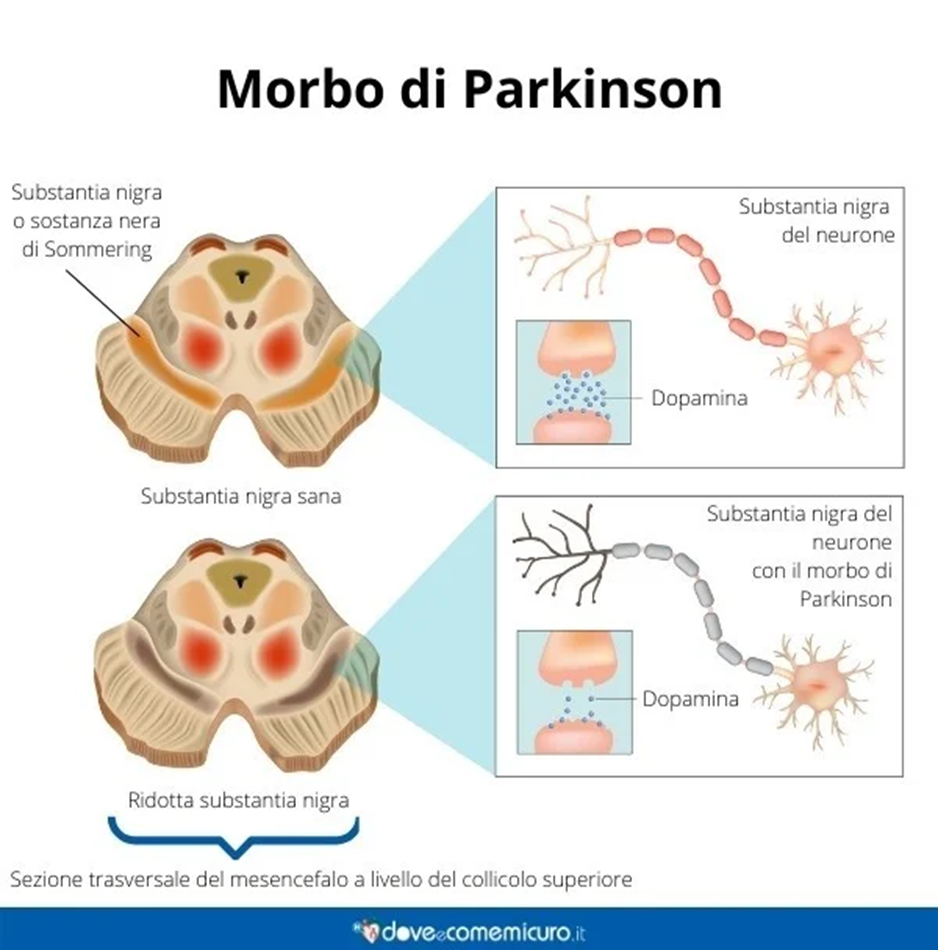 Morbo di Parkinson
Substantia nigra
o sostanza nera
di Sommering
Substantia nigra
del neurone
Dopamina
Substantia nigra sana
Substantia nigra del
neurone
con il morbo di
Parkinson
Dopamina
Ridotta substantia nigra
Sezione trasversale del mesencefalo a livello del collicolo superiore
doveecomemicuro.it